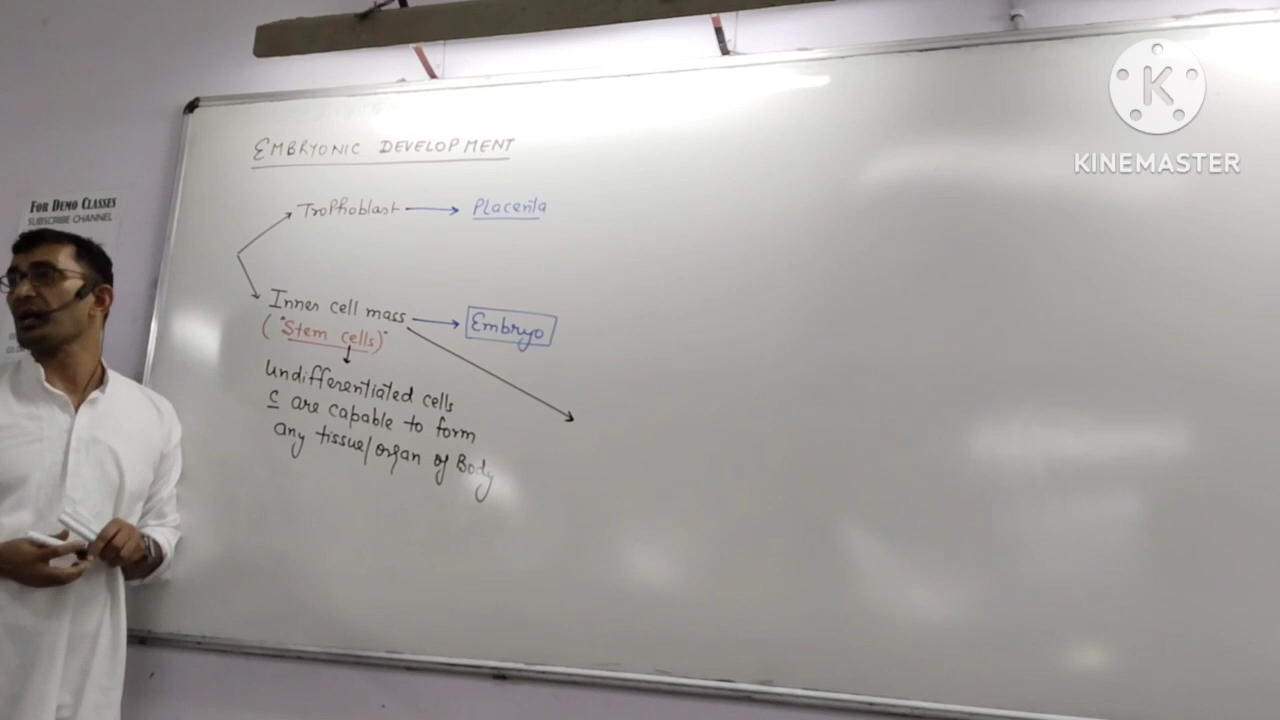 KINEMASTER
EMBRYONIC DEVELOPMENT
FOR DEMO CLASSES
SUBSCRIBE CHANNEL
Trophoblast → Placenta
Inner cell mass → Embryo
("Stem cells")
Undifferentiated cells
c are capable to form
any tissue/organ of Body